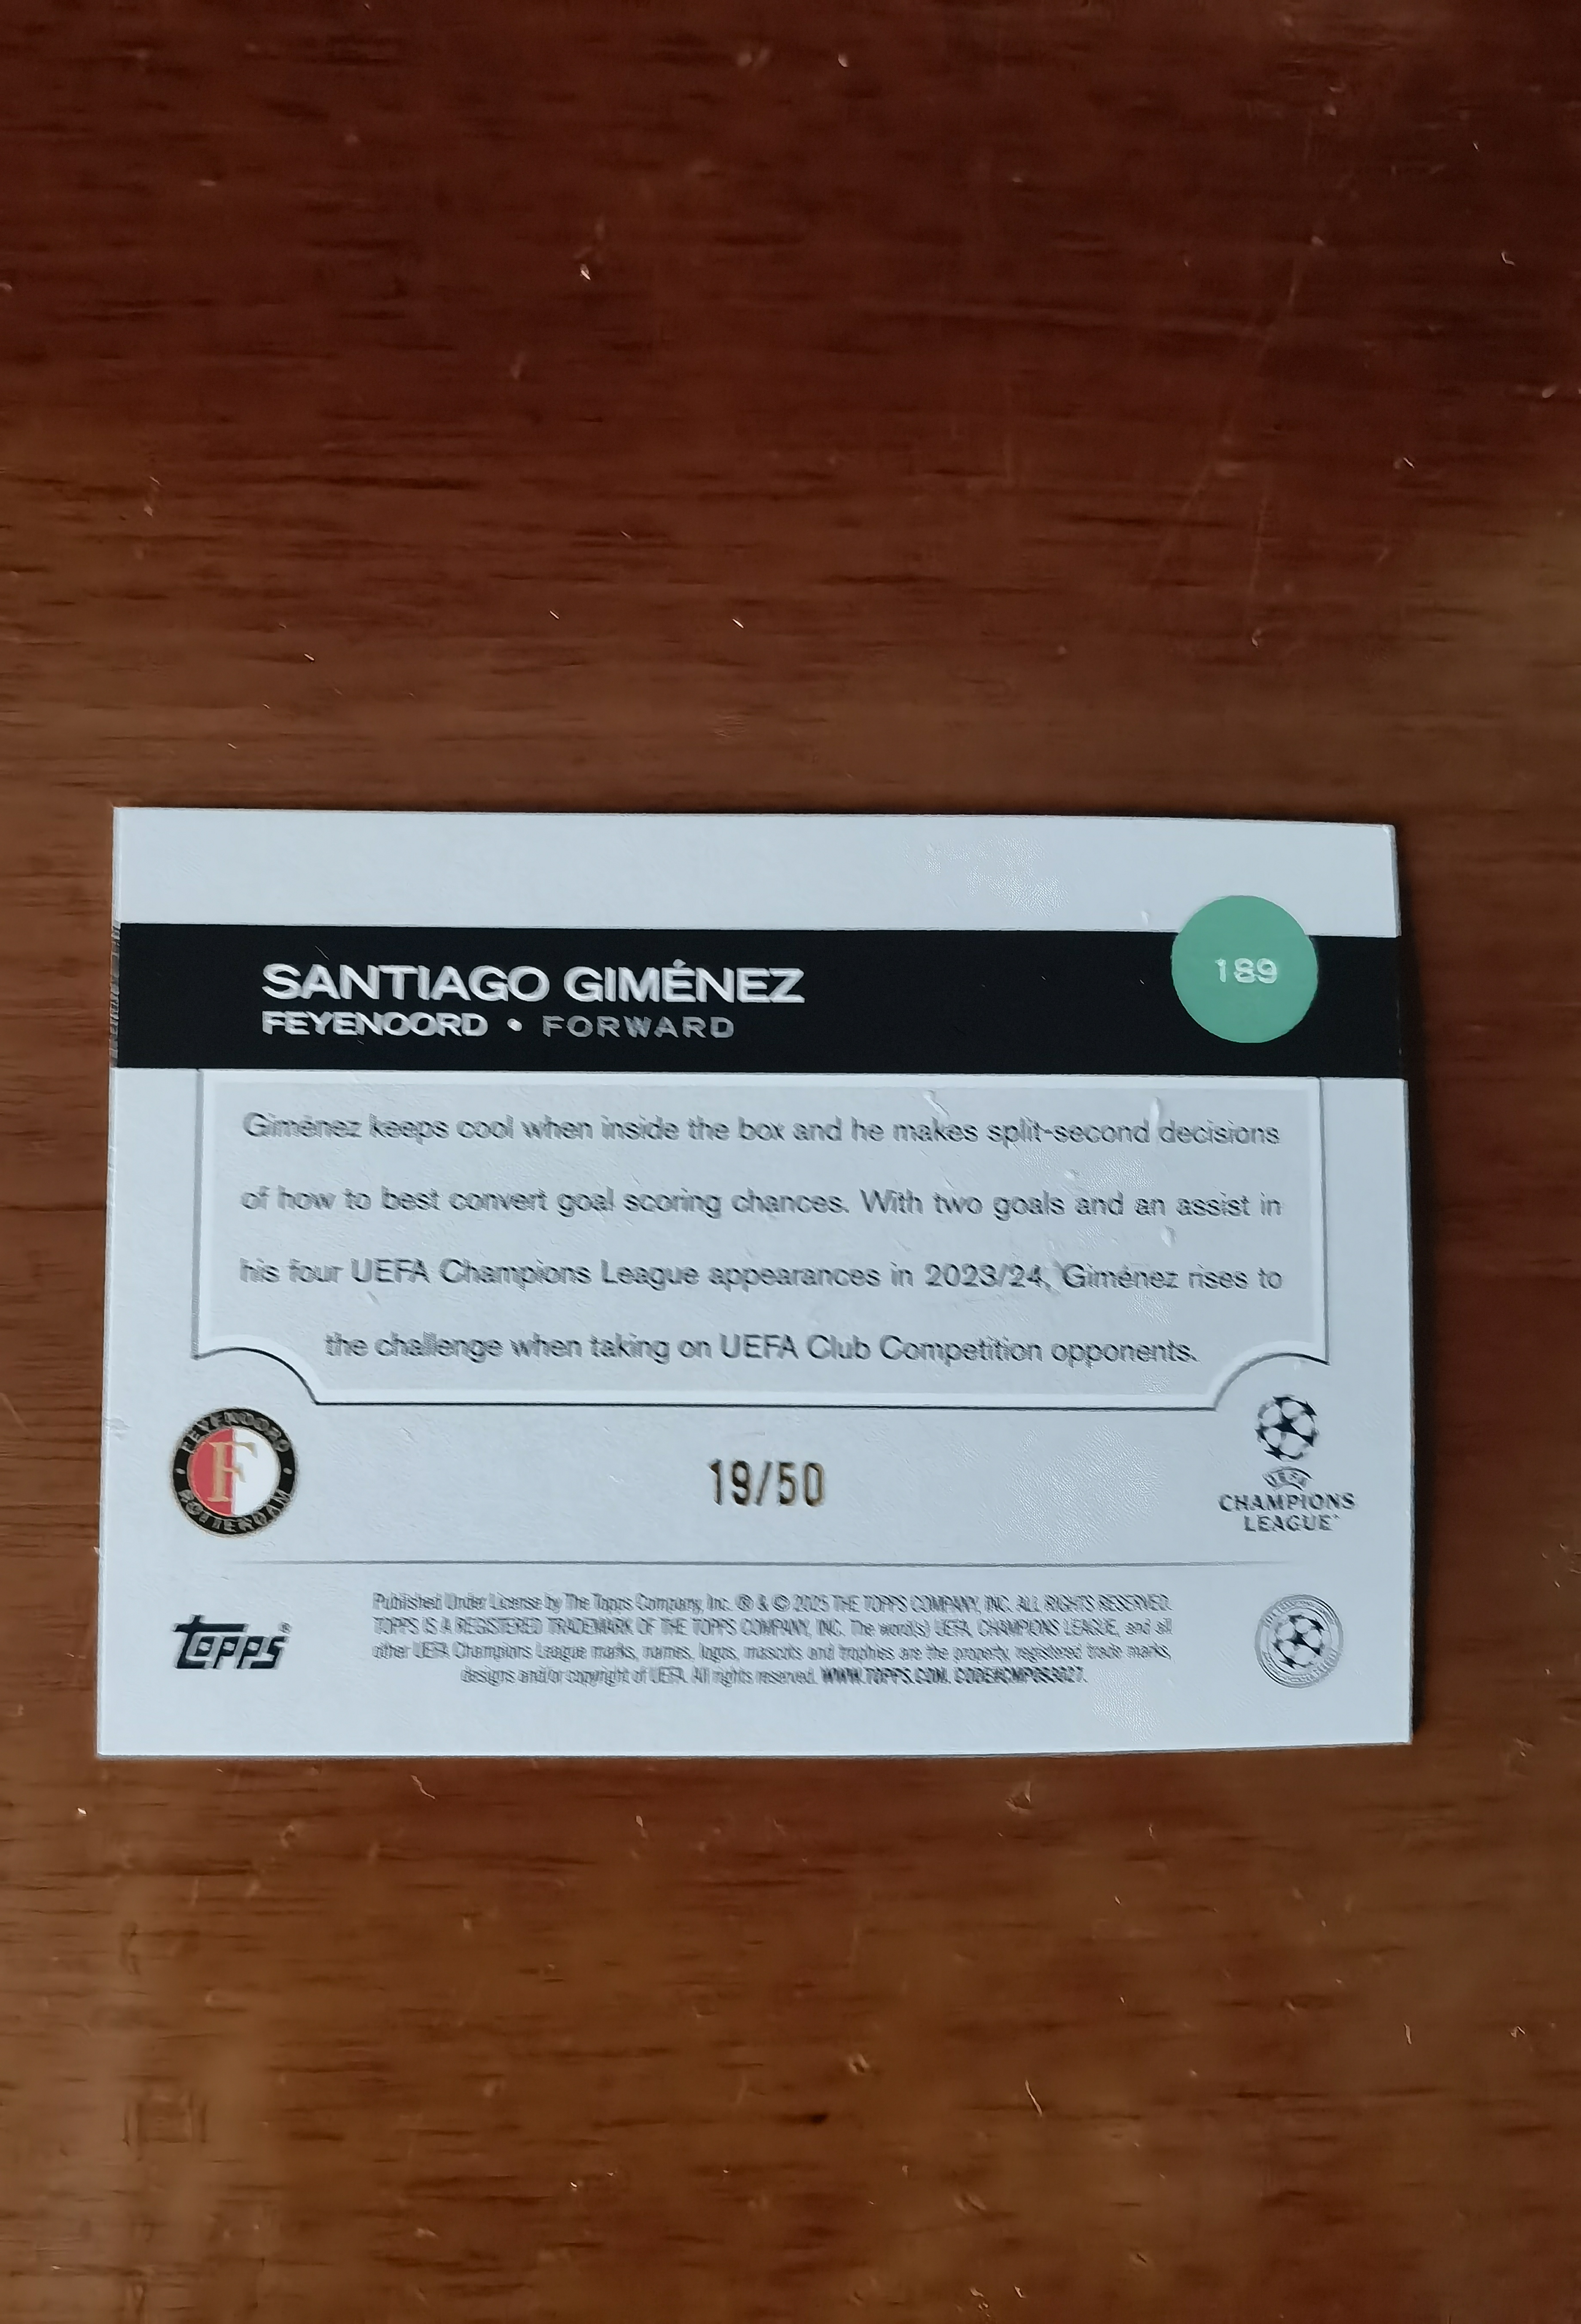 SANTIAGO GIMÉNEZ
FEYENOORD • FORWARD
189
Giménez keeps cool when inside the box and he makes split-second decisions
of how to best convert goal scoring chances. With two goals and an assist in
his four UEFA Champions League appearances in 2023/24, Giménez rises to
the challenge when taking on UEFA Club Competition opponents.
FEYENOORD
F
ROTTERDAM
19/50
UEFA
CHAMPIONS
LEAGUE
topps®
Published Under License by The Topps Company, Inc. ® & © 2025 THE TOPPS COMPANY, INC. ALL RIGHTS RESERVED.
TOPPS IS A REGISTERED TRADEMARK OF THE TOPPS COMPANY, INC. The word(s) UEFA, CHAMPIONS LEAGUE, and all
other UEFA Champions League marks, names, logos, mascots and trophies are the property, registered trade marks,
designs and/or copyright of UEFA. All rights reserved. WWW.TOPPS.COM.